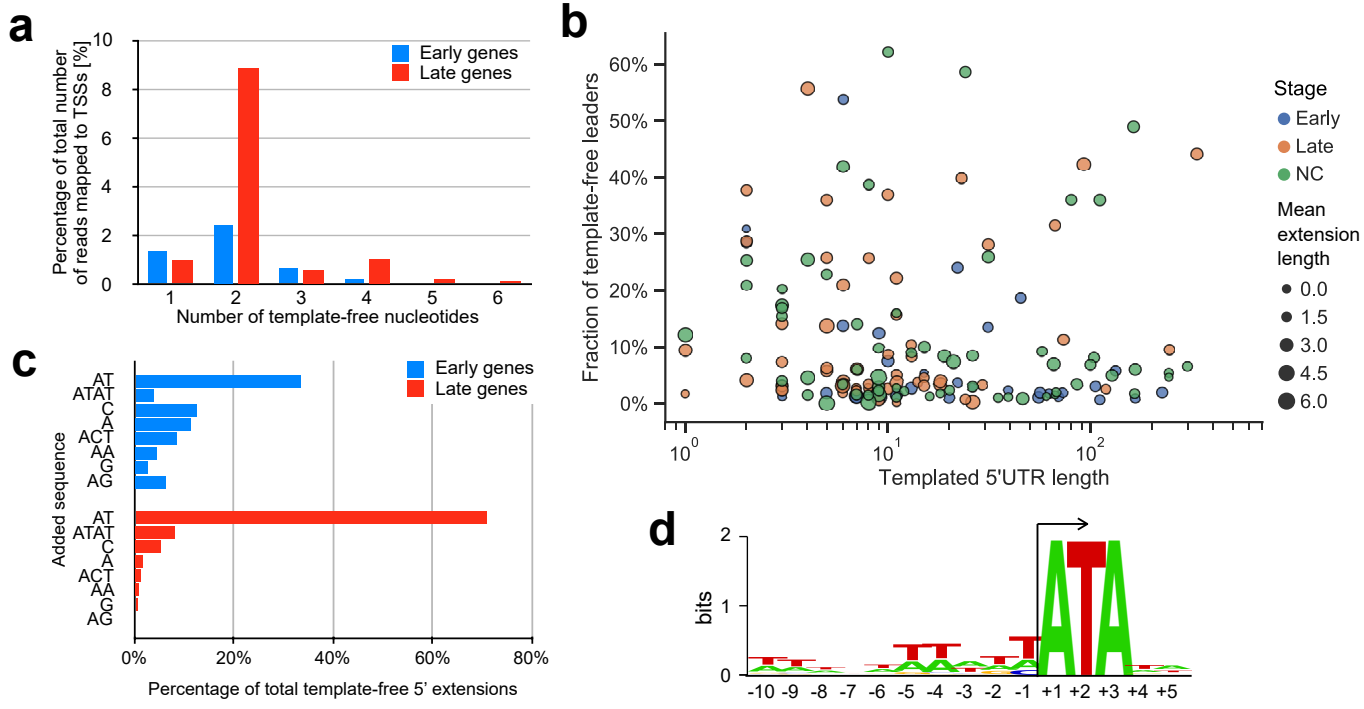 a
Percentage of total number
of reads mapped to TSSs [%]
10
8
6
4
2
0
Early genes
Late genes
1 2 3 4 5 6
Number of template-free nucleotides
b
Fraction of template-free leaders
60%
50%
40%
30%
20%
10%
0%
10^0 10^1 10^2
Templated 5'UTR length
Stage
Early
Late
NC
Mean
extension
length
0.0
1.5
3.0
4.5
6.0
c
Added sequence
Early genes
Late genes
AT
ATAT
C
A
ACT
AA
G
AG
AT
ATAT
C
A
ACT
AA
G
AG
0% 20% 40% 60% 80%
Percentage of total template-free 5' extensions
d
bits
2
1
0
ATA
-10 -9 -8 -7 -6 -5 -4 -3 -2 -1 +1 +2 +3 +4 +5